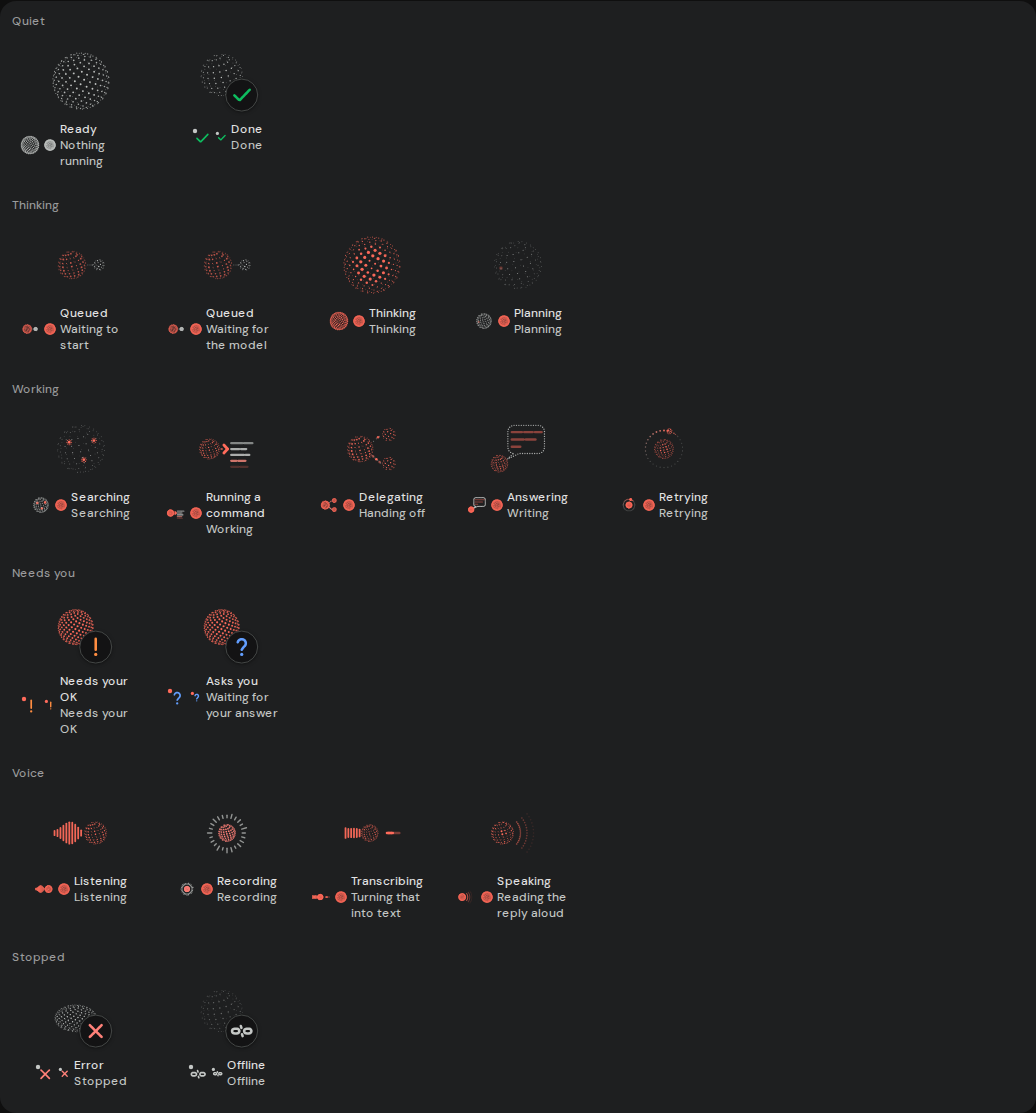 Quiet
Ready
Nothing
running
Done
Done
Thinking
Queued
Waiting to
start
Queued
Waiting for
the model
Thinking
Thinking
Planning
Planning
Working
Searching
Searching
Running a
command
Working
Delegating
Handing off
Answering
Writing
Retrying
Retrying
Needs you
Needs your
OK
Needs your
OK
Asks you
Waiting for
your answer
Voice
Listening
Listening
Recording
Recording
Transcribing
Turning that
into text
Speaking
Reading the
reply aloud
Stopped
Error
Stopped
Offline
Offline